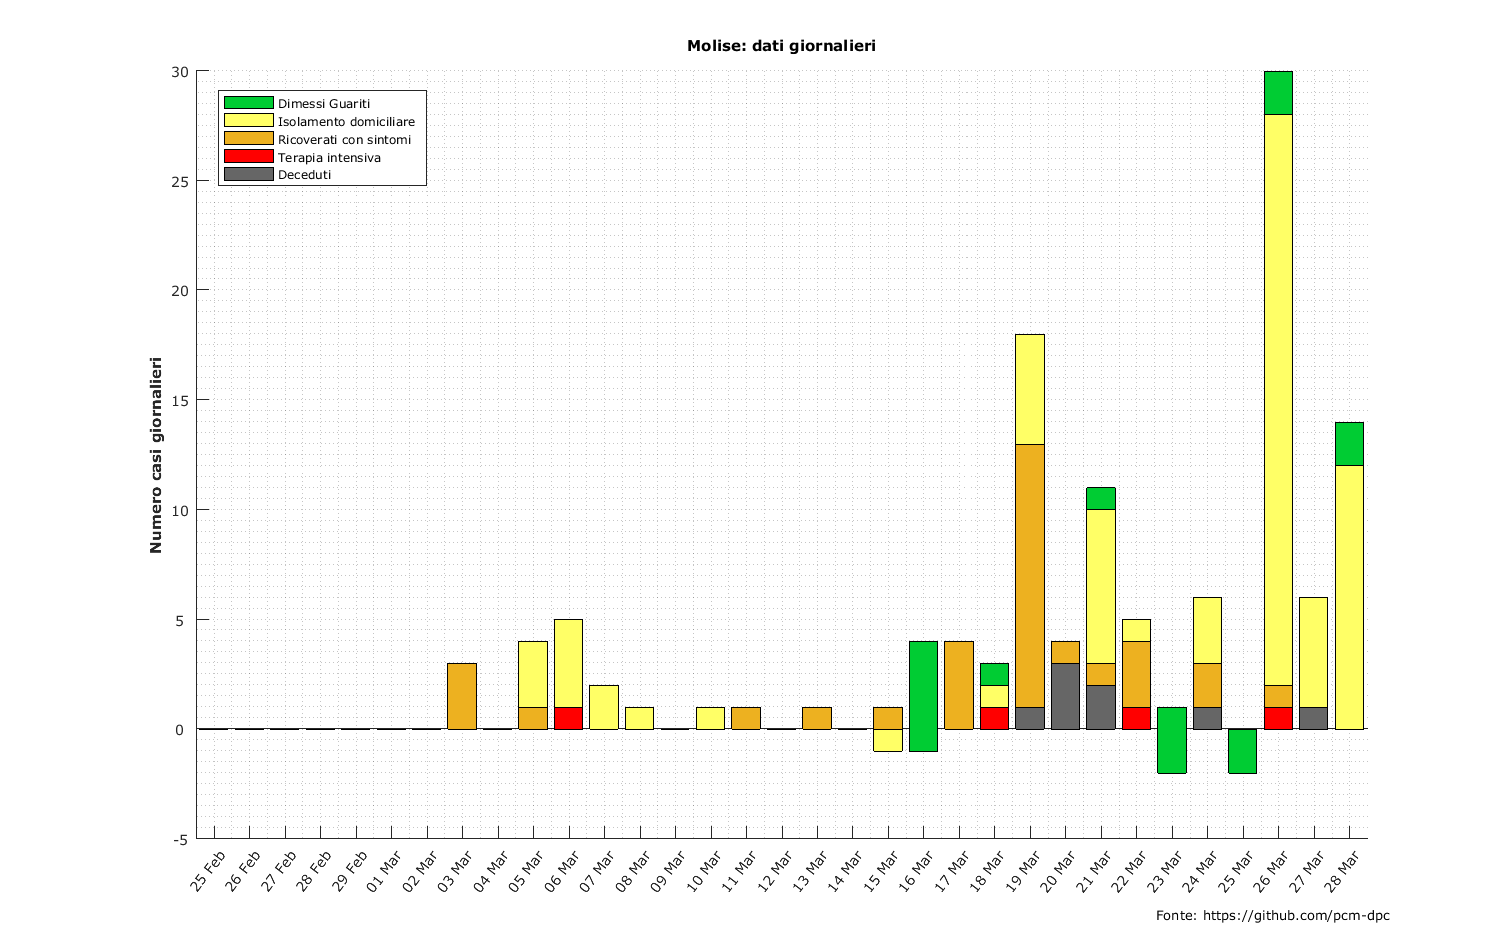 Molise: dati giornalieri
30
25
20
15
10
5
0
-5
Numero casi giornalieri
Dimessi Guariti
Isolamento domiciliare
Ricoverati con sintomi
Terapia intensiva
Deceduti
25 Feb
26 Feb
27 Feb
28 Feb
29 Feb
01 Mar
02 Mar
03 Mar
04 Mar
05 Mar
06 Mar
07 Mar
08 Mar
09 Mar
10 Mar
11 Mar
12 Mar
13 Mar
14 Mar
15 Mar
16 Mar
17 Mar
18 Mar
19 Mar
20 Mar
21 Mar
22 Mar
23 Mar
24 Mar
25 Mar
26 Mar
27 Mar
28 Mar
Fonte: https://github.com/pcm-dpc